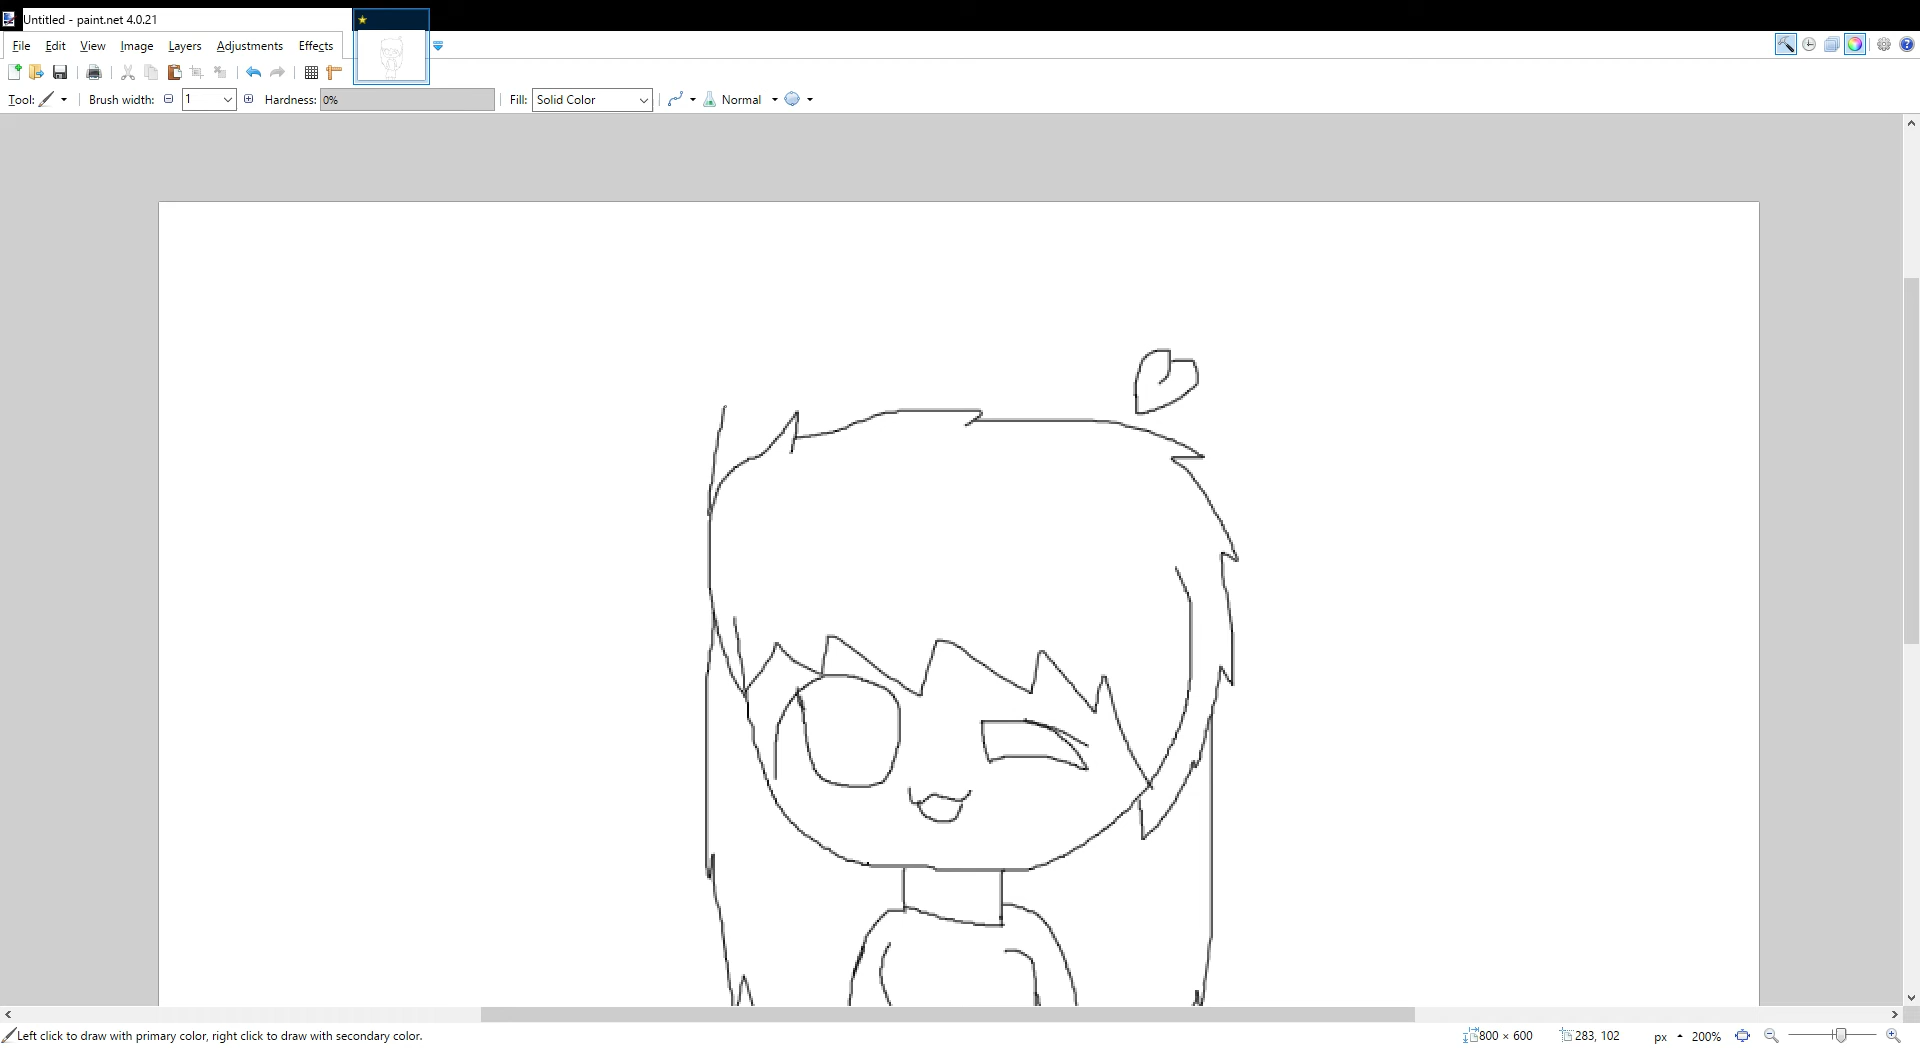 Untitled - paint.net 4.0.21
File Edit View Image Layers Adjustments Effects
Tool: Brush width: 1 Hardness: 0% Fill: Solid Color Normal
Left click to draw with primary color, right click to draw with secondary color. 800 × 600 283, 102 px 200%